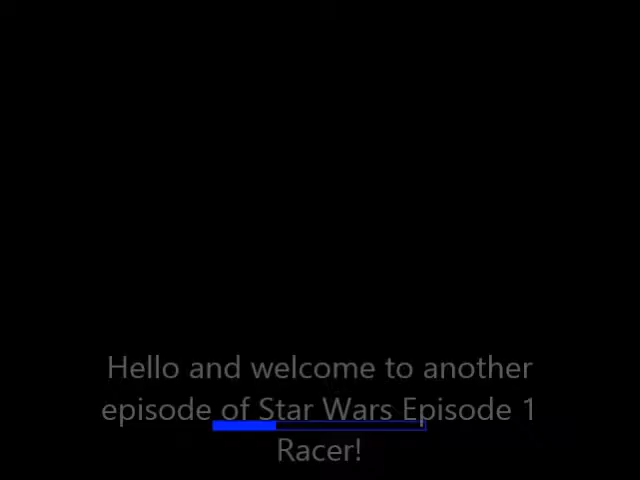 Hello and welcome to another
episode of Star Wars Episode 1
Racer!